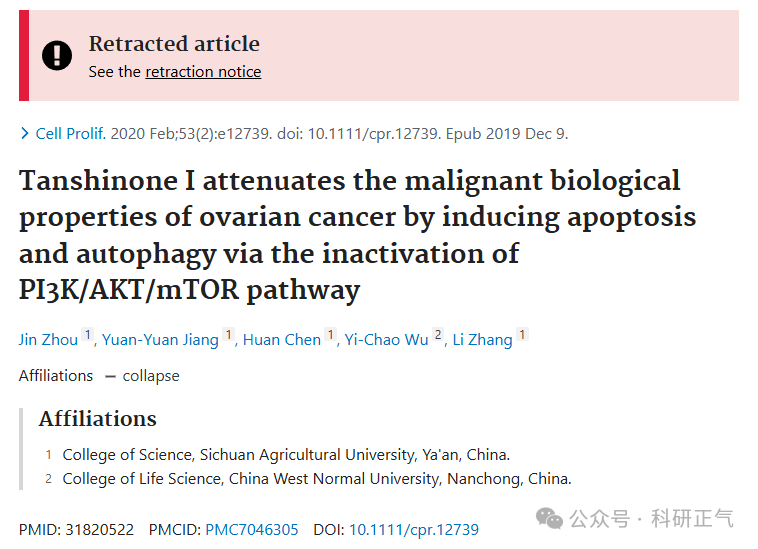 Retracted article
See the retraction notice
Cell Prolif. 2020 Feb;53(2):e12739. doi: 10.1111/cpr.12739. Epub 2019 Dec 9.
Tanshinone I attenuates the malignant biological
properties of ovarian cancer by inducing apoptosis
and autophagy via the inactivation of
PI3K/AKT/mTOR pathway
Jin Zhou 1, Yuan-Yuan Jiang 1, Huan Chen 1, Yi-Chao Wu 2, Li Zhang 1
Affiliations — collapse
Affiliations
1 College of Science, Sichuan Agricultural University, Ya'an, China.
2 College of Life Science, China West Normal University, Nanchong, China.
PMID: 31820522 PMCID: PMC7046305 DOI: 10.1111/cpr.12739
公众号 · 科研正气